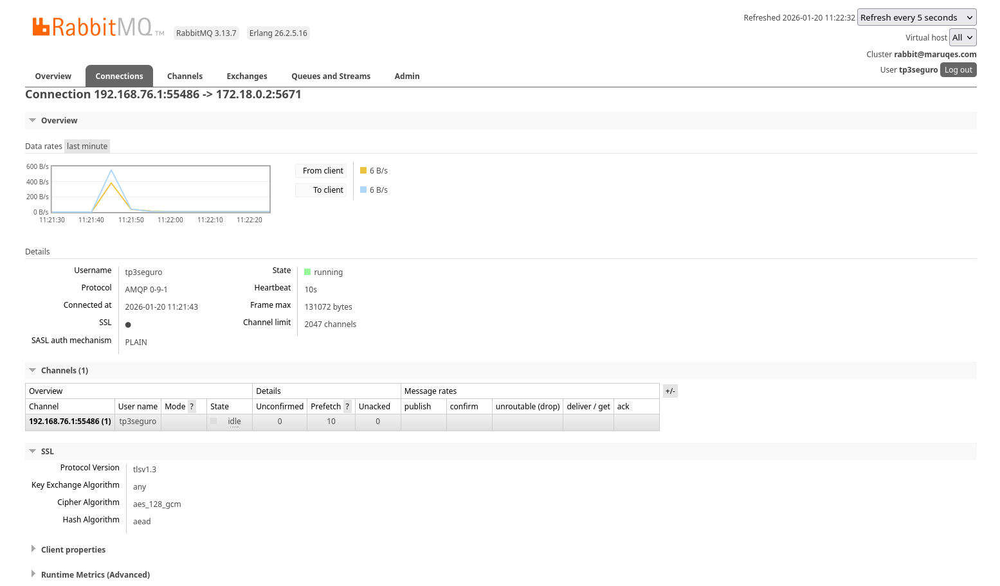 RabbitMQ TM RabbitMQ 3.13.7 Erlang 26.2.5.16
Refreshed 2026-01-20 11:22:32 Refresh every 5 seconds
Virtual host All
Cluster rabbit@maruqes.com
User tp3seguro Log out
Overview Connections Channels Exchanges Queues and Streams Admin
Connection 192.168.76.1:55486 -> 172.18.0.2:5671
Overview
Data rates last minute
600 B/s
400 B/s
200 B/s
0 B/s
11:21:30 11:21:40 11:21:50 11:22:00 11:22:10 11:22:20
From client 6 B/s
To client 6 B/s
Details
Username tp3seguro
Protocol AMQP 0-9-1
Connected at 2026-01-20 11:21:43
SSL ●
SASL auth mechanism PLAIN
State running
Heartbeat 10s
Frame max 131072 bytes
Channel limit 2047 channels
Channels (1)
Overview Details Message rates +/-
Channel User name Mode ? State Unconfirmed Prefetch ? Unacked publish confirm unroutable (drop) deliver / get ack
192.168.76.1:55486 (1) tp3seguro idle 0 10 0
SSL
Protocol Version tlsv1.3
Key Exchange Algorithm any
Cipher Algorithm aes_128_gcm
Hash Algorithm aead
Client properties
Runtime Metrics (Advanced)